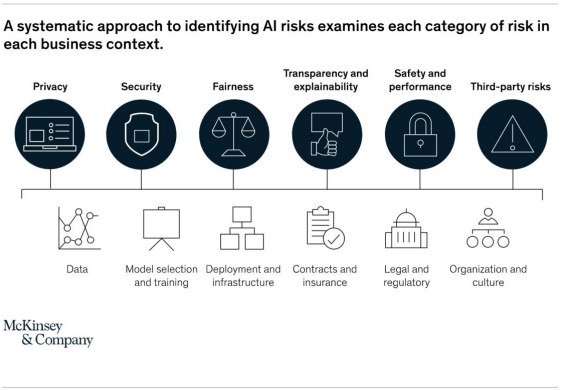 A systematic approach to identifying AI risks examines each category of risk in
each business context.
Privacy
Security
Fairness
Transparency and
explainability
Safety and
performance
Third-party risks
Data
Model selection
and training
Deployment and
infrastructure
Contracts and
insurance
Legal and
regulatory
Organization and
culture
McKinsey
& Company